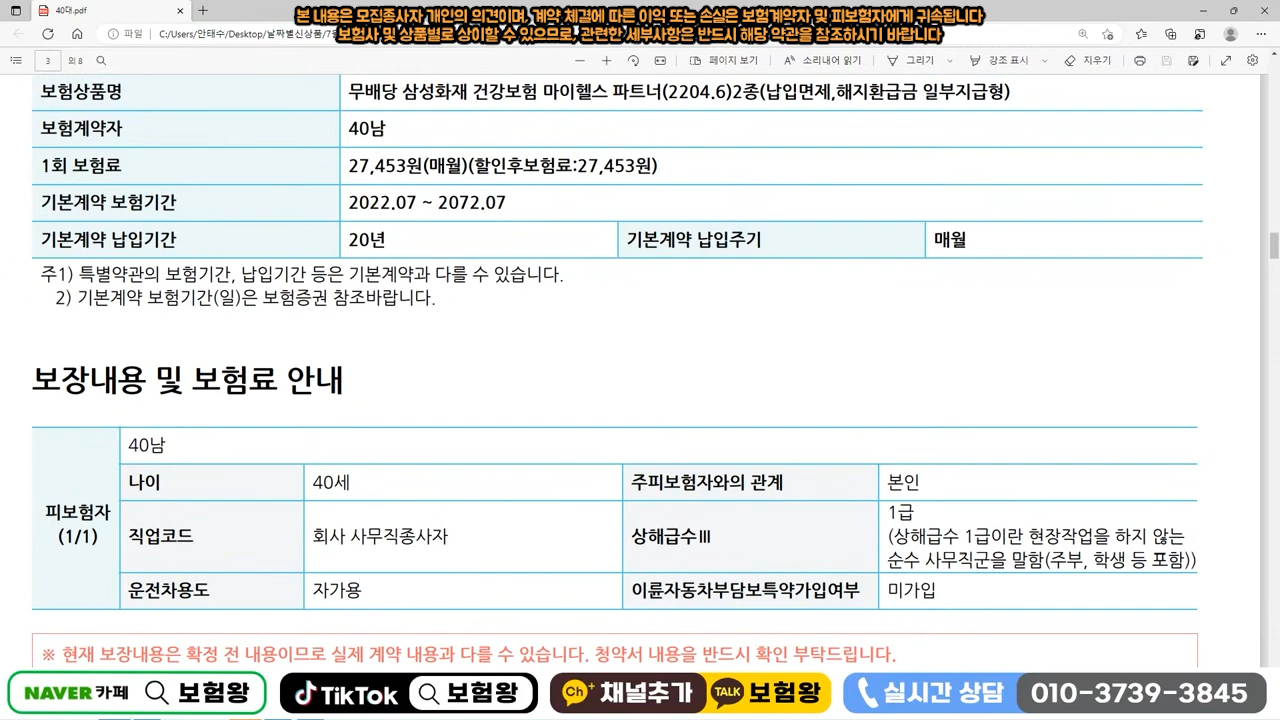 40대.pdf
본 내용은 모집종사자 개인의 의견이며, 계약 체결에 따른 이익 또는 손실은 보험계약자 및 피보험자에게 귀속됩니다
보험사 및 상품별로 상이할 수 있으므로, 관련한 세부사항은 반드시 해당 약관을 참조하시기 바랍니다
파일 C:/Users/안태수/Desktop/날짜별신상품/7월
3 의 8 페이지 보기 소리내어 읽기 그리기 강조 표시 지우기
보험상품명 무배당 삼성화재 건강보험 마이헬스 파트너(2204.6)2종(납입면제,해지환급금 일부지급형)
보험계약자 40남
1회 보험료 27,453원(매월)(할인후보험료:27,453원)
기본계약 보험기간 2022.07 ~ 2072.07
기본계약 납입기간 20년 기본계약 납입주기 매월
주1) 특별약관의 보험기간, 납입기간 등은 기본계약과 다를 수 있습니다.
2) 기본계약 보험기간(일)은 보험증권 참조바랍니다.
보장내용 및 보험료 안내
피보험자
(1/1)
40남
나이 40세 주피보험자와의 관계 본인
직업코드 회사 사무직종사자 상해급수Ⅲ 1급
(상해급수 1급이란 현장작업을 하지 않는
순수 사무직군을 말함(주부, 학생 등 포함))
운전차용도 자가용 이륜자동차부담보특약가입여부 미가입
※ 현재 보장내용은 확정 전 내용이므로 실제 계약 내용과 다를 수 있습니다. 청약서 내용을 반드시 확인 부탁드립니다.
NAVER 카페 보험왕 TikTok 보험왕 Ch+ 채널추가 TALK 보험왕 실시간 상담 010-3739-3845